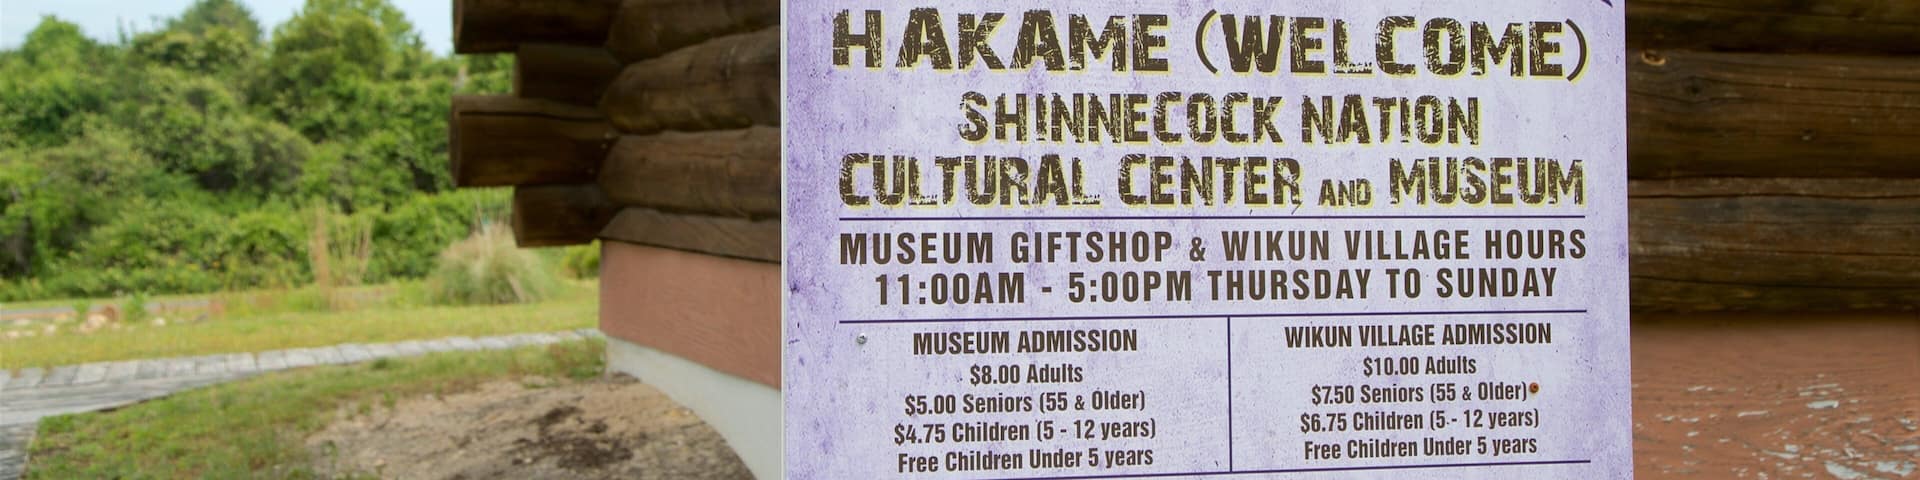 HAKAME (WELCOME)
SHINNECOCK NATION
CULTURAL CENTER AND MUSEUM
MUSEUM GIFTSHOP & WIKUN VILLAGE HOURS
11:00AM - 5:00PM THURSDAY TO SUNDAY
MUSEUM ADMISSION
$8.00 Adults
$5.00 Seniors (55 & Older)
$4.75 Children (5 - 12 years)
Free Children Under 5 years
WIKUN VILLAGE ADMISSION
$10.00 Adults
$7.50 Seniors (55 & Older)
$6.75 Children (5 - 12 years)
Free Children Under 5 years